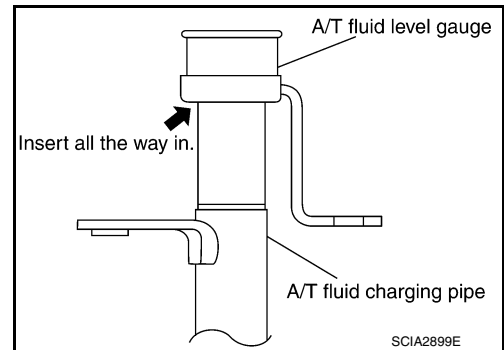 A/T fluid level gauge
Insert all the way in.
A/T fluid charging pipe
SCIA2899E